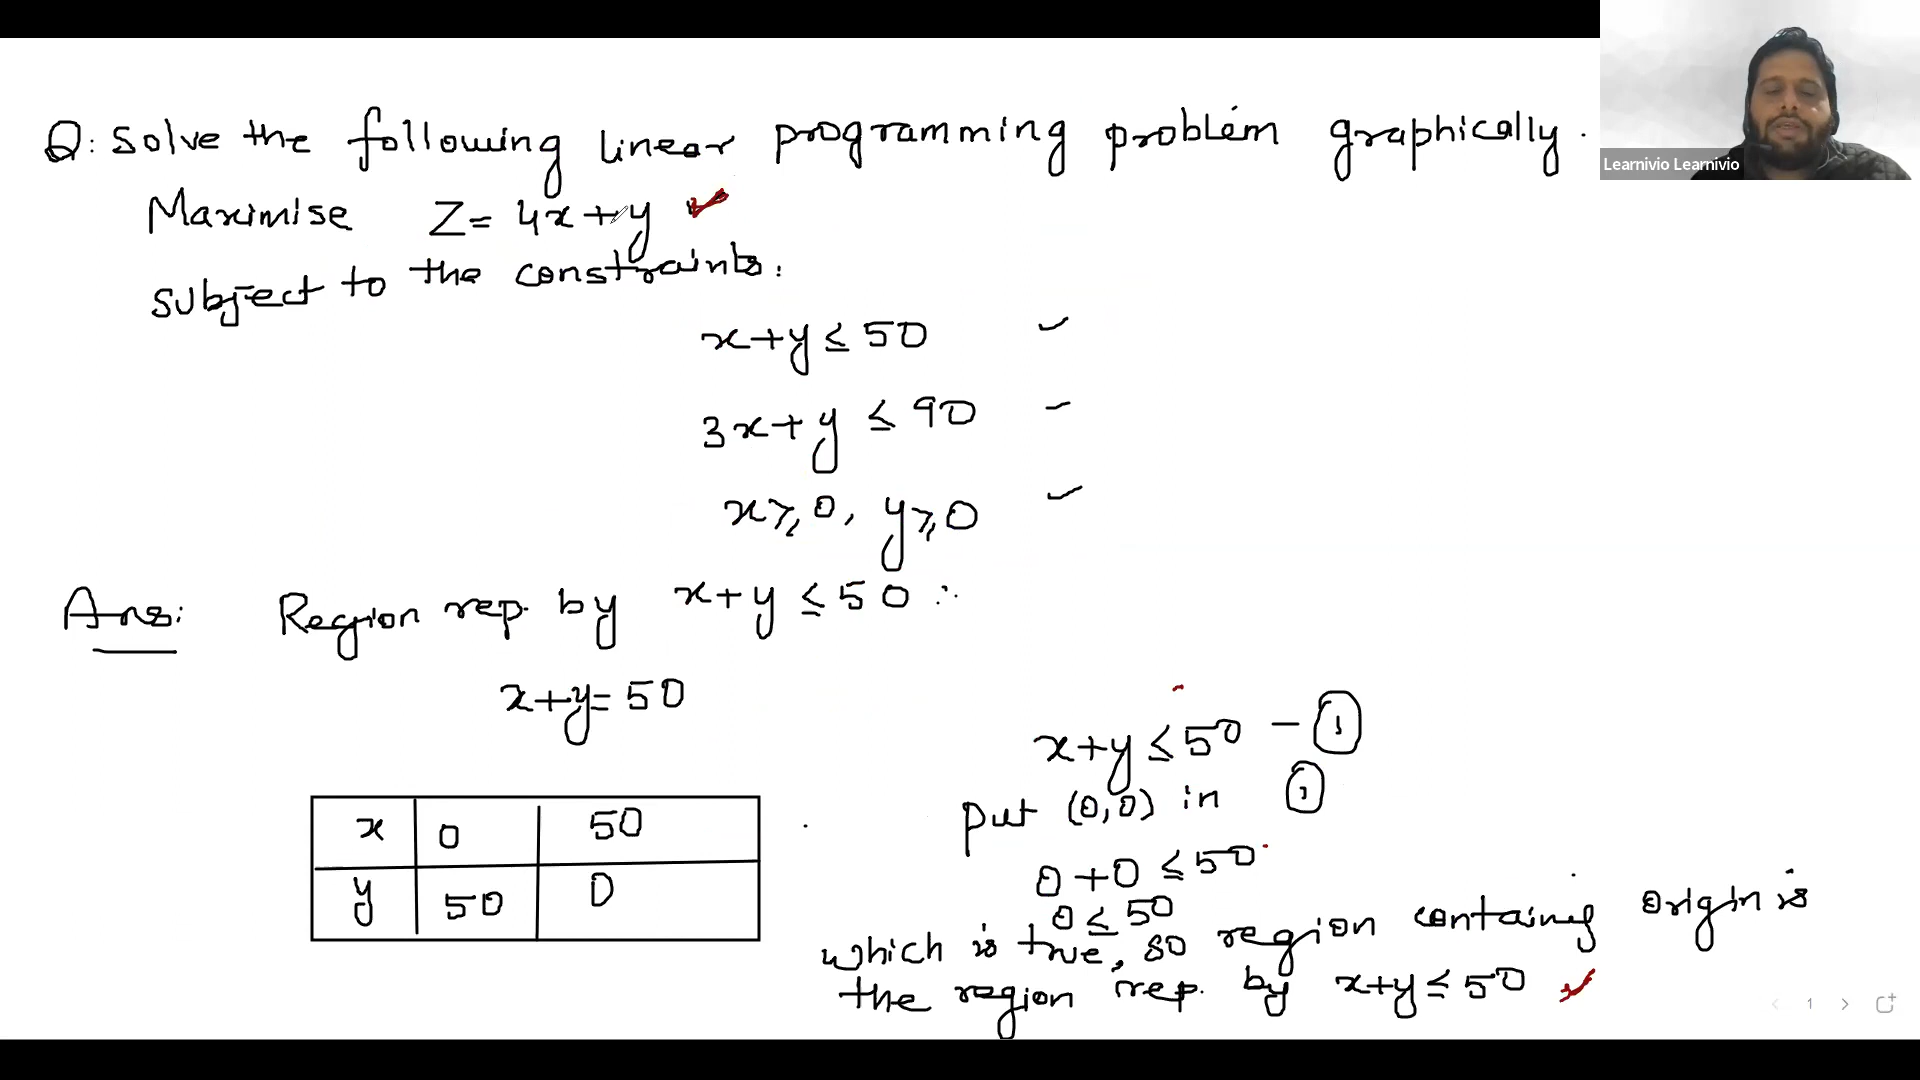 Q: Solve the following linear programming problem graphically.
Maximise Z = 4x+y
subject to the constraints.
x+y ≤ 50
3x+y ≤ 90
x ≥ 0, y ≥ 0
Ans: Region rep. by x+y ≤ 50 :
x+y = 50
x 0 50
y 50 0
x+y ≤ 50 - 1
put (0,0) in 1
0+0 ≤ 50
0 ≤ 50
which is true, so region containing origin is
the region rep. by x+y ≤ 50
Learnivio Learnivio
1